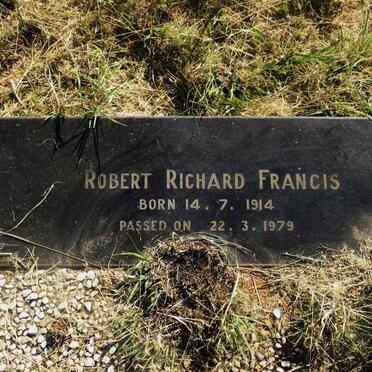 Robert Richard Francis
BORN 14 . 7 . 1914
PASSED ON 22 . 3 . 1979